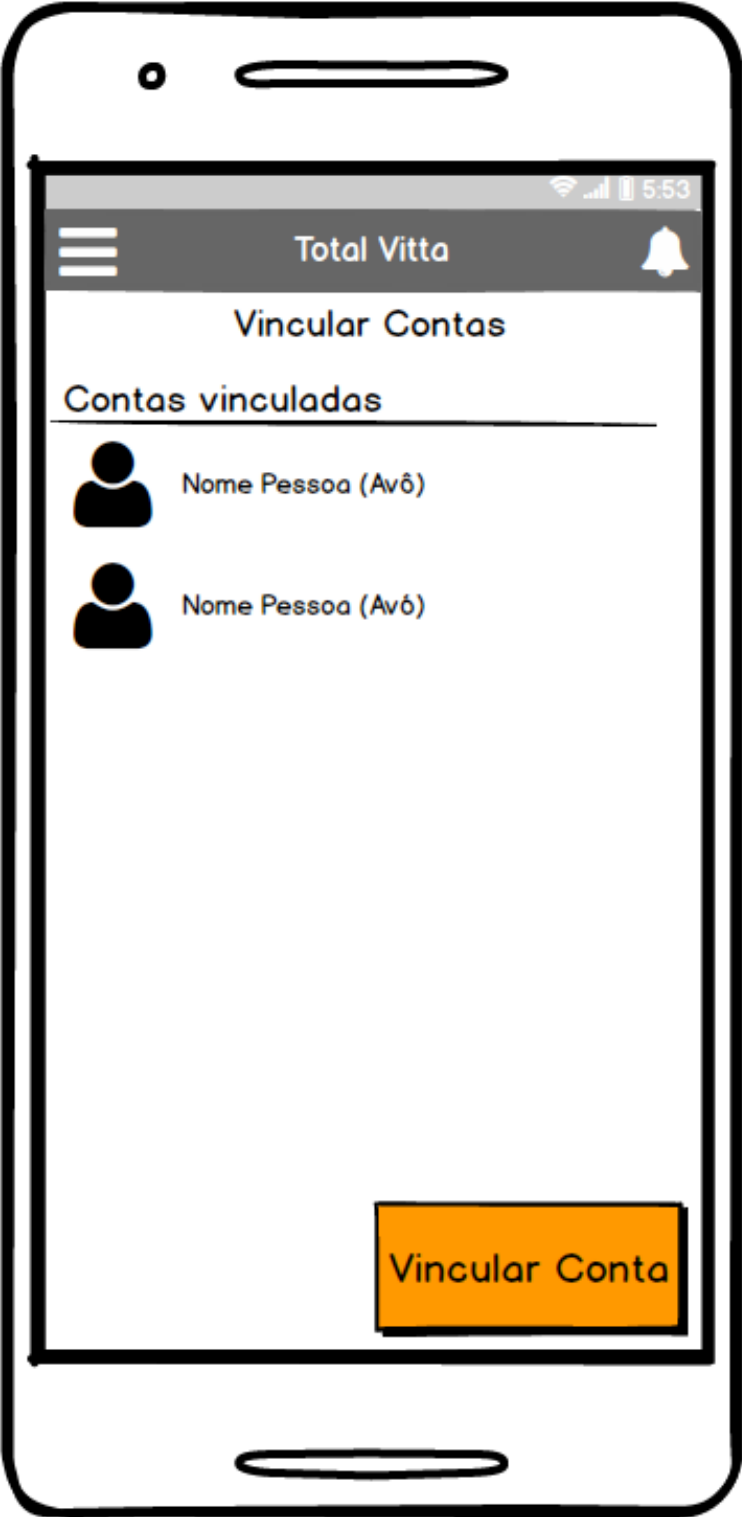 5:53
Total Vitta
Vincular Contas
Contas vinculadas
Nome Pessoa (Avô)
Nome Pessoa (Avó)
Vincular Conta